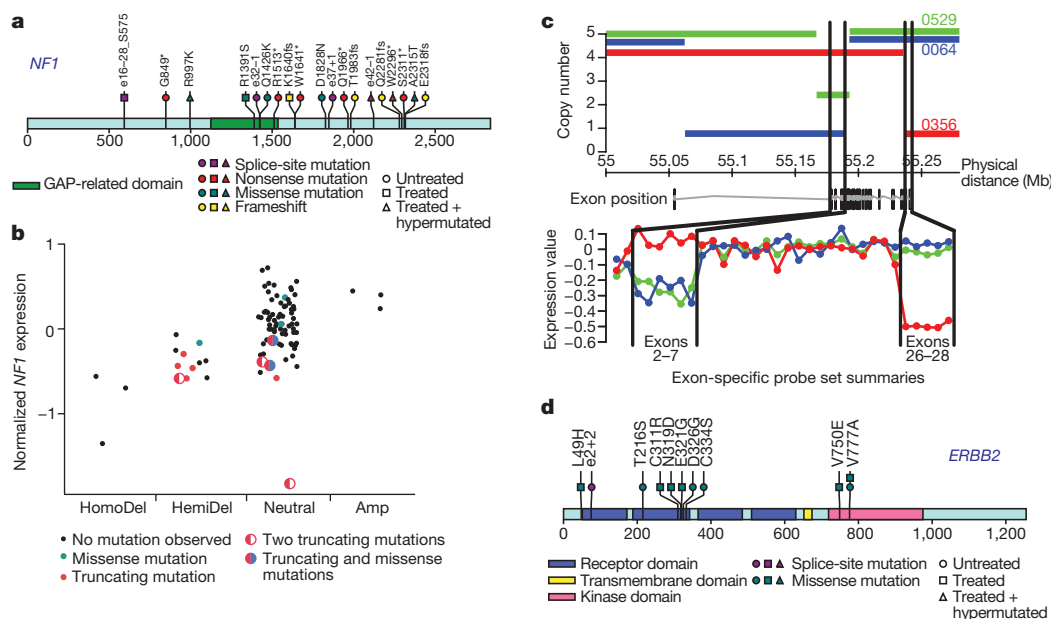 a
NF1
e16–28_S575
G849*
R997K
R1391S
e32–1
Q1426K
R1513*
K1640fs
W1641*
D1828N
e37+1
Q1966*
T1983fs
e42–1
Q2281fs
W2296*
S2311*
A2315T
E2318fs
0 500 1,000 1,500 2,000 2,500
GAP-related domain
Splice-site mutation
Nonsense mutation
Missense mutation
Frameshift
Untreated
Treated
Treated +
hypermutated
b
Normalized NF1 expression
1
0
−1
HomoDel HemiDel Neutral Amp
No mutation observed
Missense mutation
Truncating mutation
Two truncating mutations
Truncating and missense
mutations
c
Copy number
5
4
3
2
1
0
0529
0064
0356
55 55.05 55.1 55.15 55.2 55.25
Physical
distance (Mb)
Exon position
Expression value
0.1
−0.0
−0.1
−0.2
−0.3
−0.4
−0.5
−0.6
Exons
2–7
Exons
26–28
Exon-specific probe set summaries
d
ERBB2
L49H
e2+2
T216S
C311R
N319D
E321G
D326G
C334S
V750E
V777A
0 200 400 600 800 1,000 1,200
Receptor domain
Transmembrane domain
Kinase domain
Splice-site mutation
Missense mutation
Untreated
Treated
Treated +
hypermutated